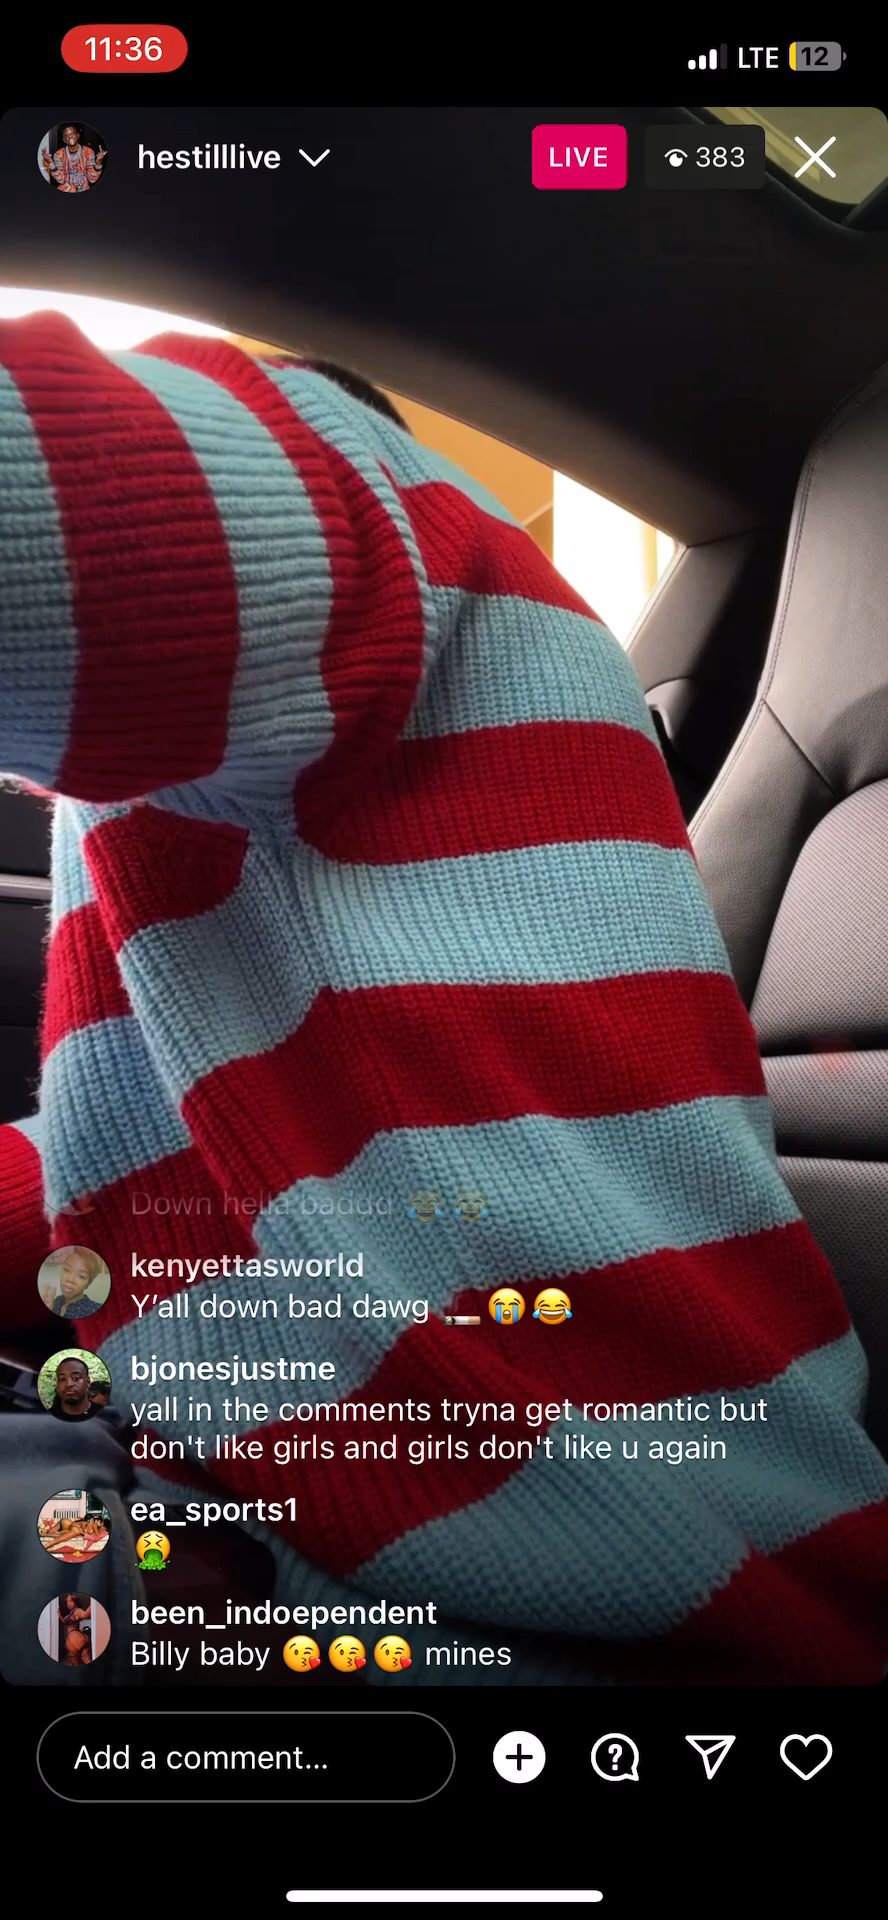 11:36
LTE 12
hestilllive
LIVE
383
Down hella baddd 😂😂
kenyettasworld
Y'all down bad dawg 🚬😭😂
bjonesjustme
yall in the comments tryna get romantic but
don't like girls and girls don't like u again
ea_sports1
🤮
been_indoependent
Billy baby 😘😘😘 mines
Add a comment...